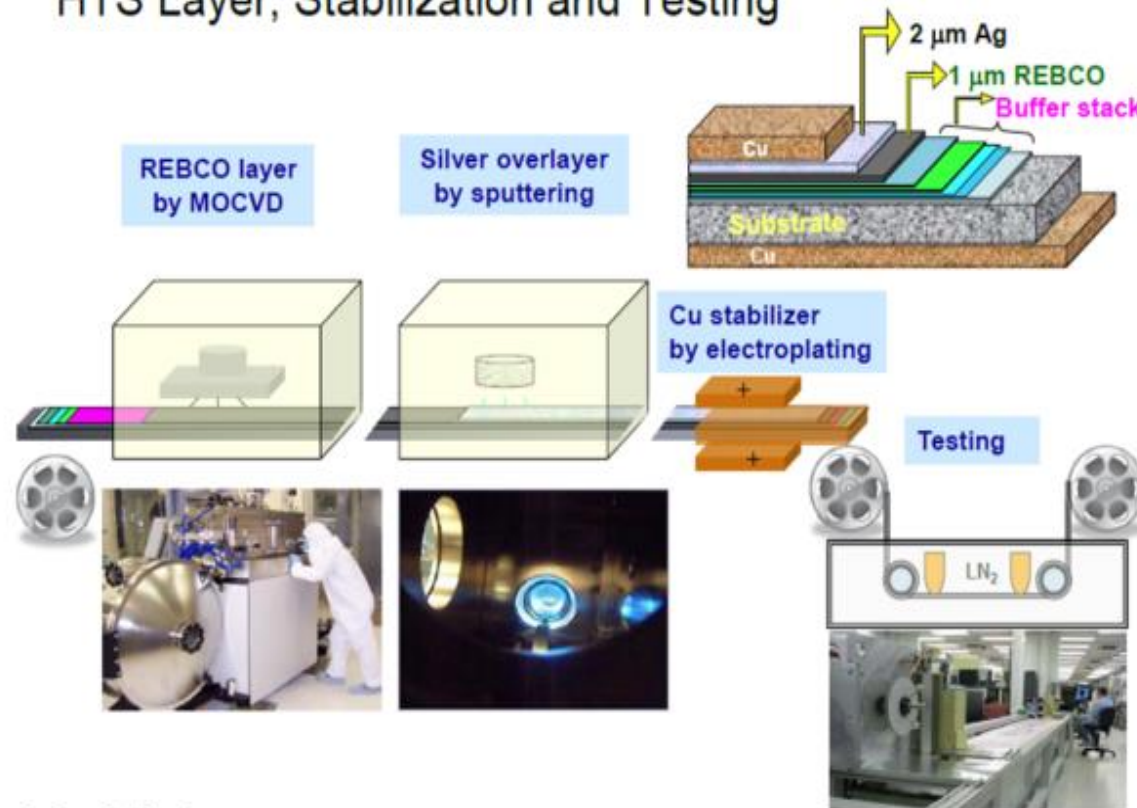 HTS Layer, Stabilization and Testing
2 μm Ag
1 μm REBCO
Buffer stack
Cu
Substrate
Cu
REBCO layer
by MOCVD
Silver overlayer
by sputtering
Cu stabilizer
by electroplating
+
+
Testing
LN₂